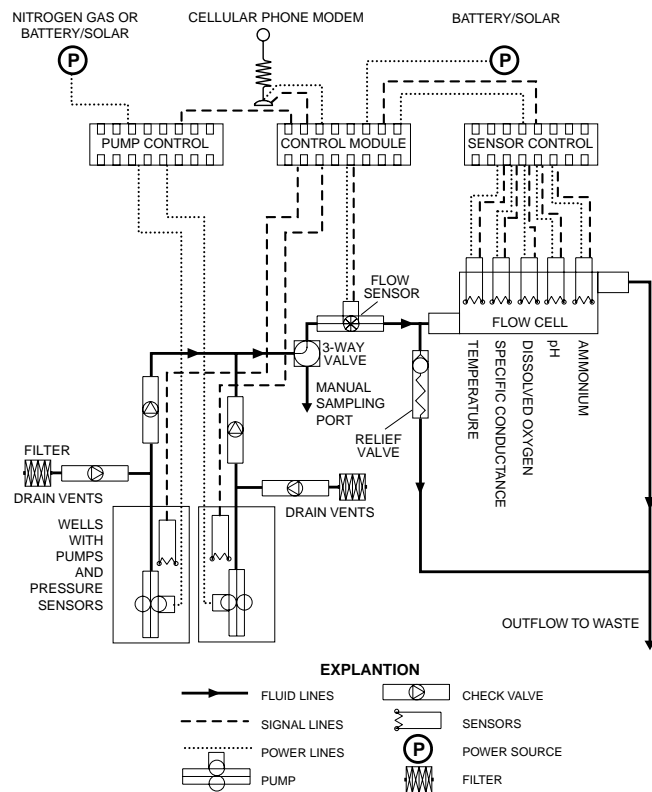 NITROGEN GAS OR
BATTERY/SOLAR
P
CELLULAR PHONE MODEM
BATTERY/SOLAR
P
PUMP CONTROL
CONTROL MODULE
SENSOR CONTROL
FLOW
SENSOR
FLOW CELL
3-WAY
VALVE
MANUAL
SAMPLING
PORT
RELIEF
VALVE
TEMPERATURE
SPECIFIC CONDUCTANCE
DISSOLVED OXYGEN
pH
AMMONIUM
FILTER
DRAIN VENTS
DRAIN VENTS
WELLS
WITH
PUMPS
AND
PRESSURE
SENSORS
OUTFLOW TO WASTE
EXPLANTION
FLUID LINES
SIGNAL LINES
POWER LINES
PUMP
CHECK VALVE
SENSORS
P
POWER SOURCE
FILTER